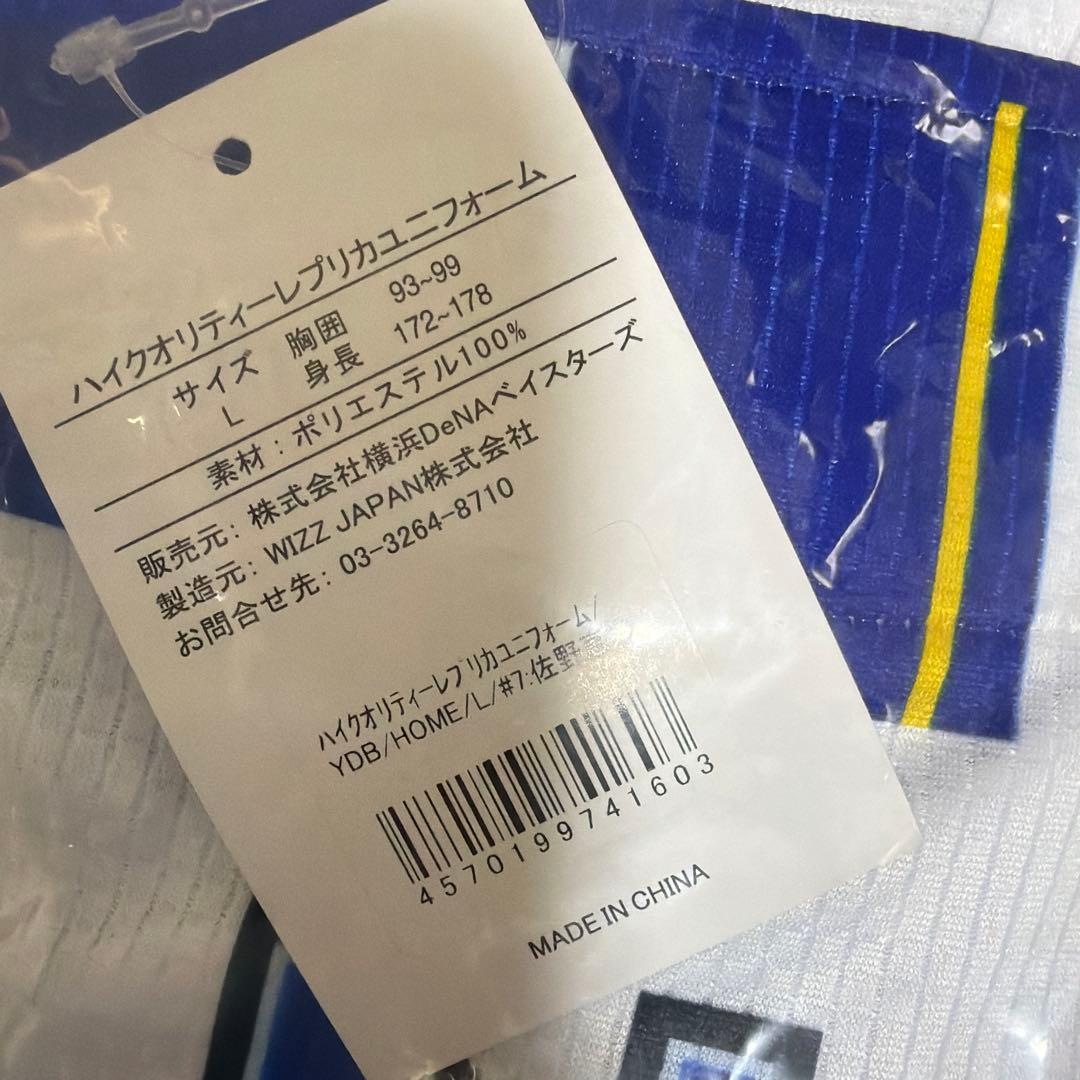 ハイクオリティーレプリカユニフォーム
サイズ 胸囲 93~99
L 身長 172~178
素材：ポリエステル100%
販売元：株式会社横浜DeNAベイスターズ
製造元：WIZZ JAPAN株式会社
お問合せ先：03-3264-8710
ハイクオリティーレプリカユニフォーム/
YDB/HOME/L/#7:佐野
4570199741603
MADE IN CHINA